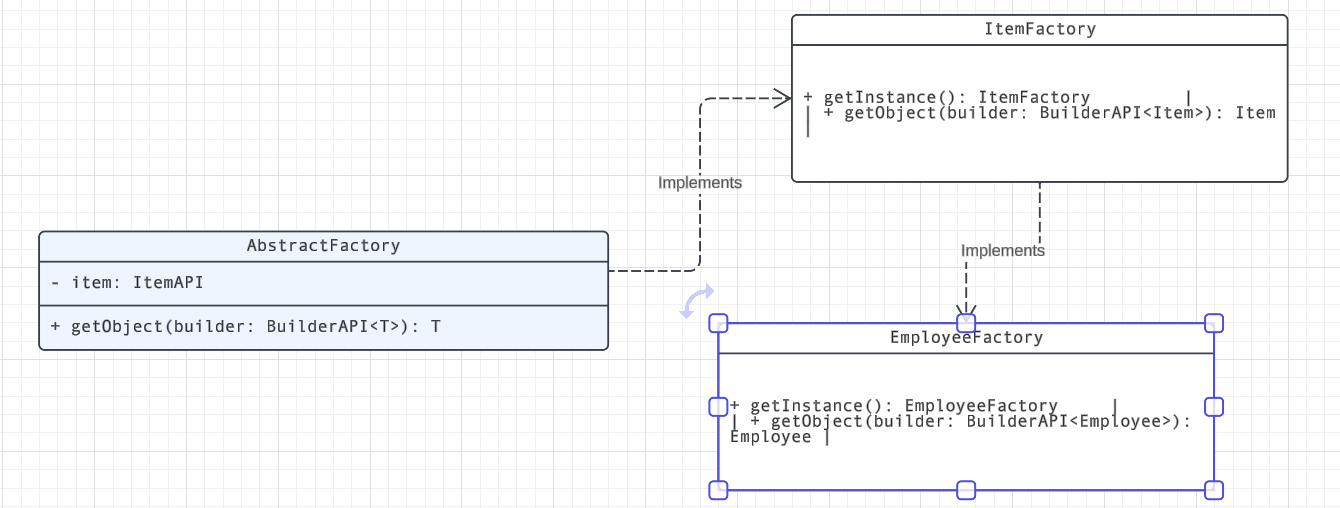 ItemFactory
+ getInstance(): ItemFactory |
| + getObject(builder: BuilderAPI<Item>): Item
|
Implements
AbstractFactory
- item: ItemAPI
+ getObject(builder: BuilderAPI<T>): T
Implements
EmployeeFactory
+ getInstance(): EmployeeFactory |
| + getObject(builder: BuilderAPI<Employee>):
Employee |